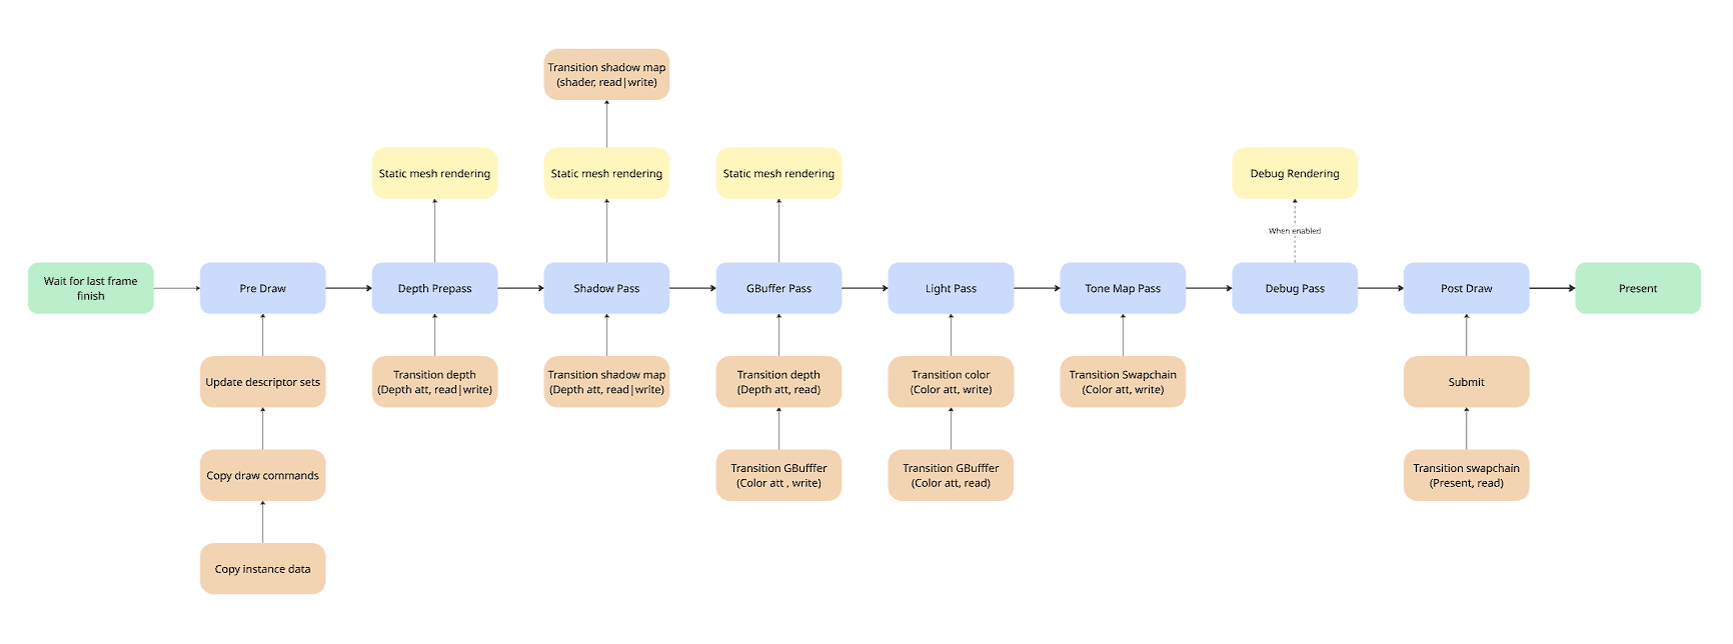 Transition shadow map
(shader, read|write)
Static mesh rendering
Static mesh rendering
Static mesh rendering
Debug Rendering
When enabled
Wait for last frame
finish
Pre Draw
Depth Prepass
Shadow Pass
GBuffer Pass
Light Pass
Tone Map Pass
Debug Pass
Post Draw
Present
Update descriptor sets
Transition depth
(Depth att, read|write)
Transition shadow map
(Depth att, read|write)
Transition depth
(Depth att, read)
Transition color
(Color att, write)
Transition Swapchain
(Color att, write)
Submit
Copy draw commands
Transition GBufffer
(Color att , write)
Transition GBufffer
(Color att, read)
Transition swapchain
(Present, read)
Copy instance data